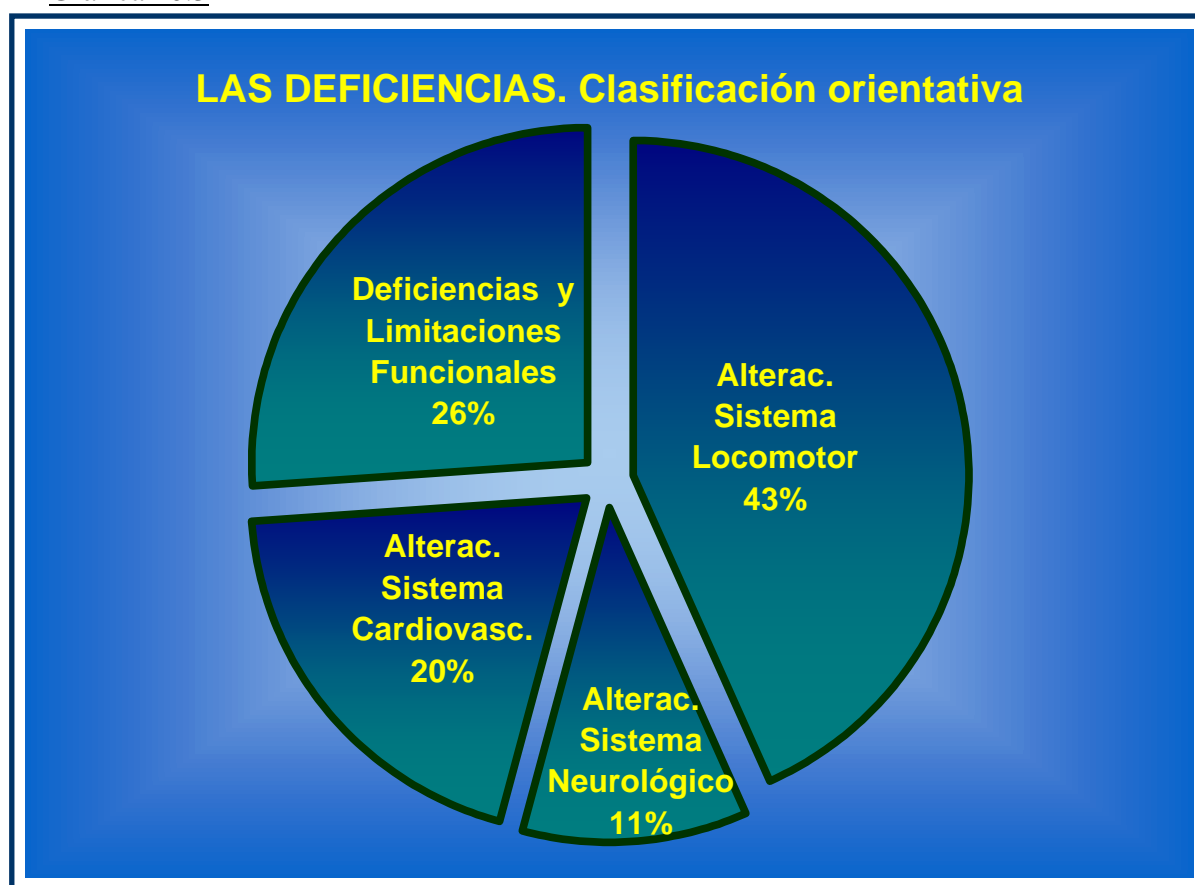 LAS DEFICIENCIAS. Clasificación orientativa
Deficiencias y
Limitaciones
Funcionales
26%
Alterac.
Sistema
Locomotor
43%
Alterac.
Sistema
Cardiovasc.
20%
Alterac.
Sistema
Neurológico
11%